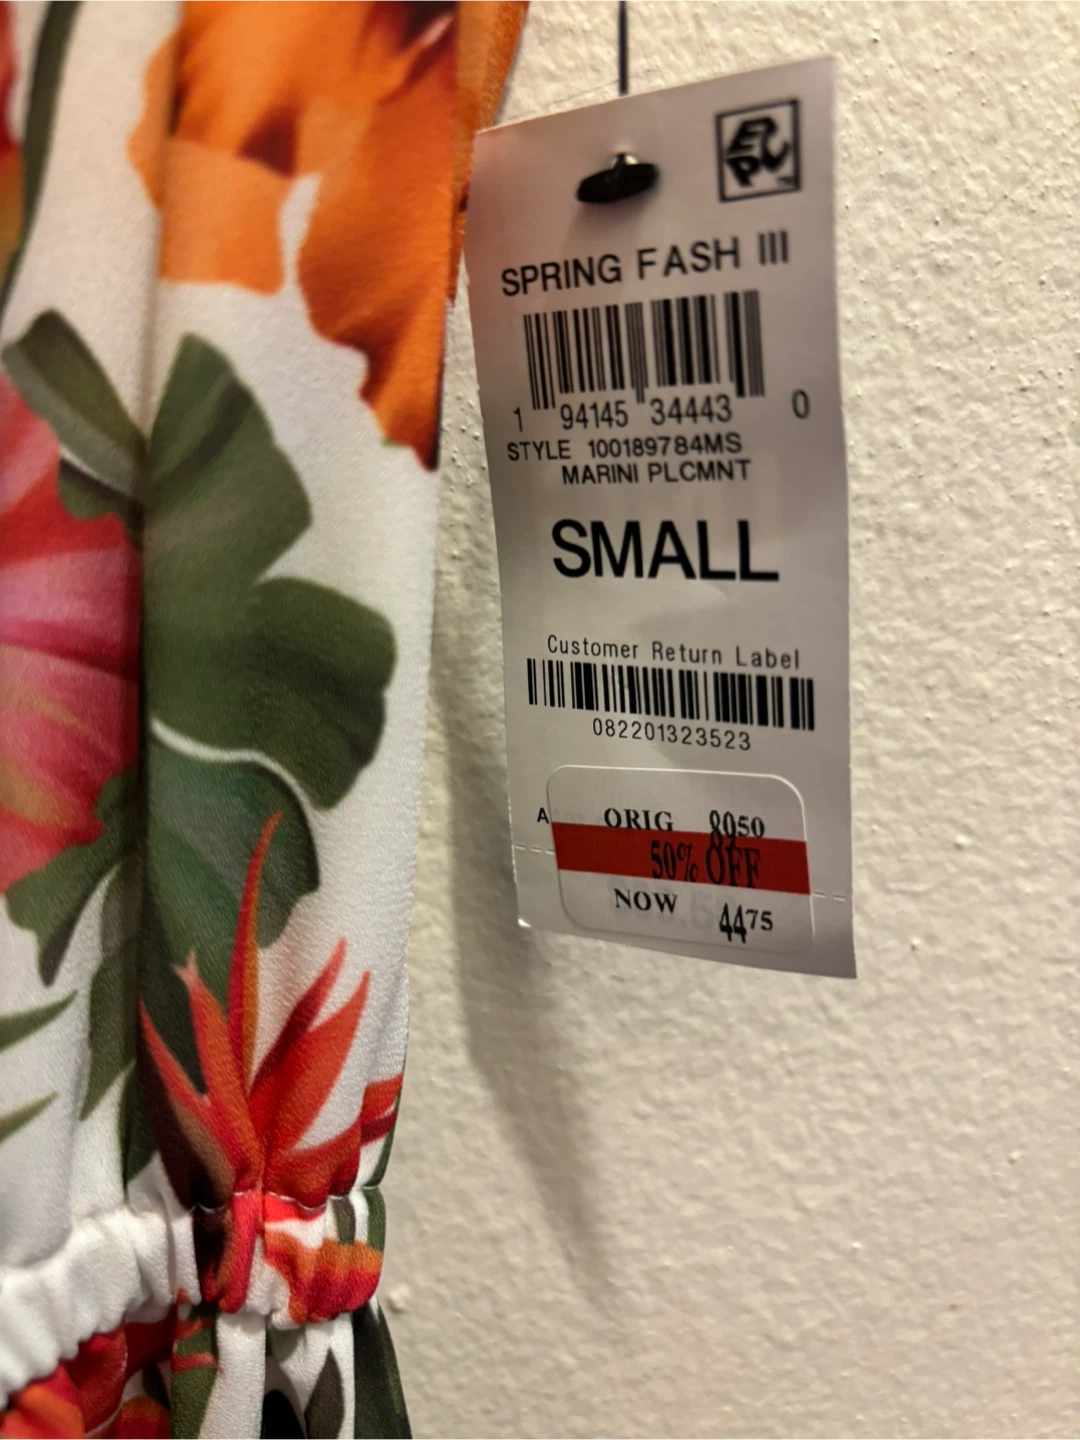 EPC
SPRING FASH III
1 94145 34443 0
STYLE 100189784MS
MARINI PLCMNT
SMALL
Customer Return Label
082201323523
A
ORIG 8950
50% OFF
NOW 4475